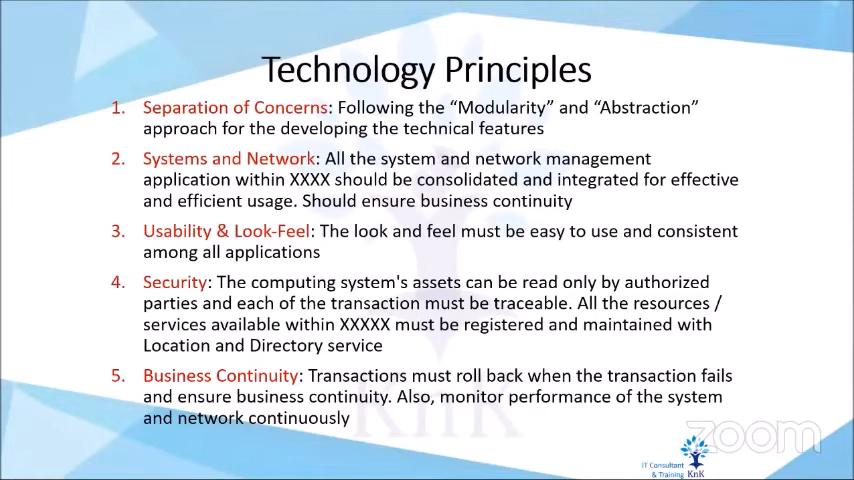 Technology Principles
1. Separation of Concerns: Following the “Modularity” and “Abstraction”
approach for the developing the technical features
2. Systems and Network: All the system and network management
application within XXXX should be consolidated and integrated for effective
and efficient usage. Should ensure business continuity
3. Usability & Look-Feel: The look and feel must be easy to use and consistent
among all applications
4. Security: The computing system's assets can be read only by authorized
parties and each of the transaction must be traceable. All the resources /
services available within XXXXX must be registered and maintained with
Location and Directory service
5. Business Continuity: Transactions must roll back when the transaction fails
and ensure business continuity. Also, monitor performance of the system
and network continuously
KnK
zoom
IT Consultant
& Training KnK